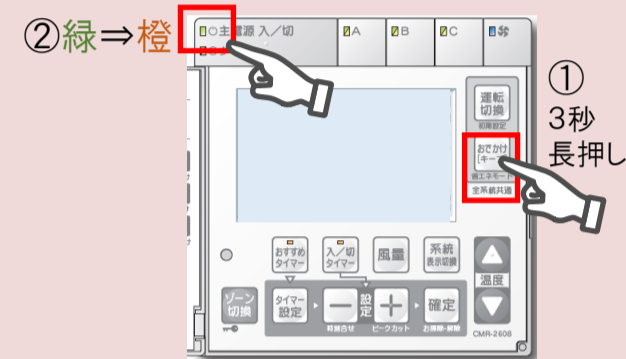 ②緑⇒橙
主電源 入／切
A
B
C
運転
切換
初期設定
①
3秒
長押し
おでかけ
省エネモード
全系統共通
おすすめ
タイマー
入／切
タイマー
風量
系統
表示切換
温度
ゾーン
切換
タイマー
設定
設定
確定
時刻合せ
ピークカット
お掃除・解除
CMR-2608